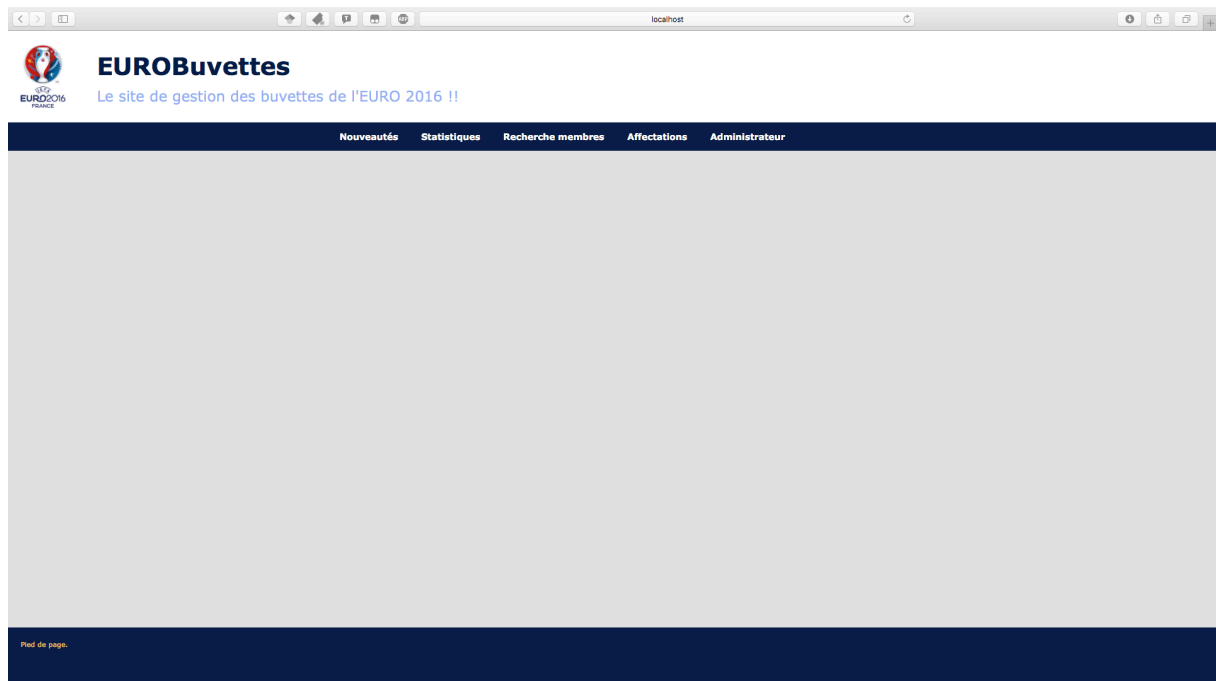 localhost
EUROBuvettes
Le site de gestion des buvettes de l'EURO 2016 !!
UEFA
EURO2016
FRANCE
Nouveautés Statistiques Recherche membres Affectations Administrateur
Pied de page.